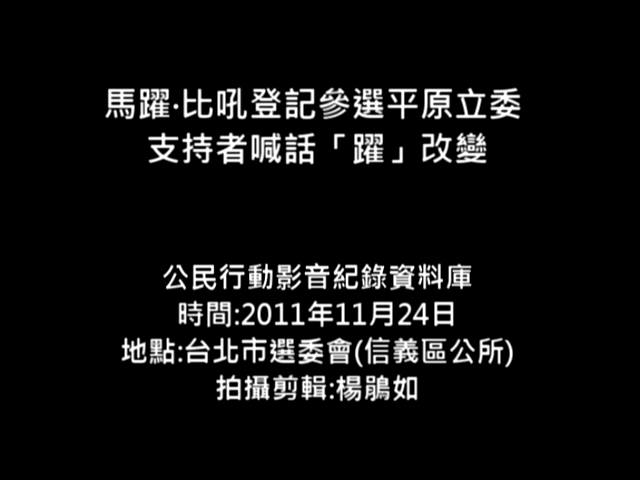 馬躍·比吼登記參選平原立委
支持者喊話「躍」改變
公民行動影音紀錄資料庫
時間:2011年11月24日
地點:台北市選委會(信義區公所)
拍攝剪輯:楊鵑如